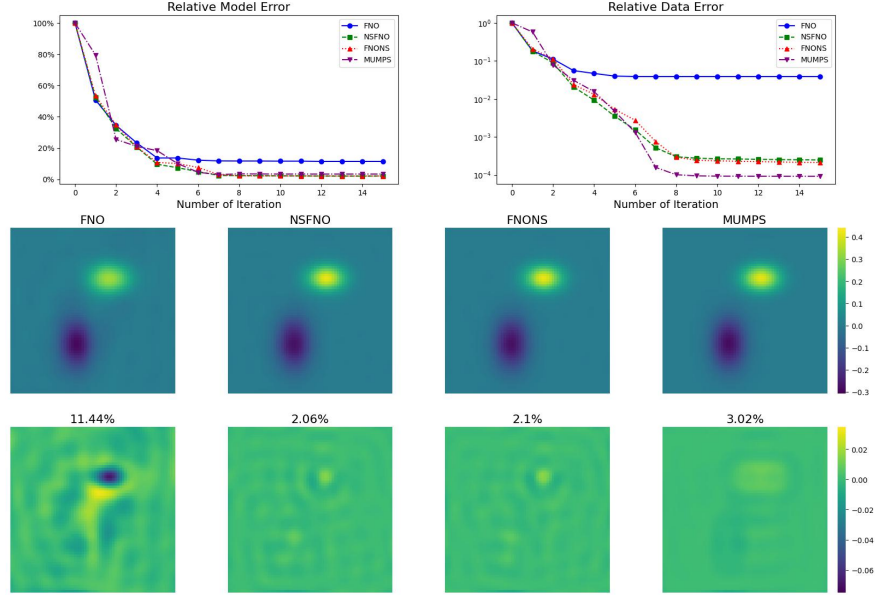 Relative Model Error
100%
80%
60%
40%
20%
0%
FNO
NSFNO
FNONS
MUMPS
0 2 4 6 8 10 12 14
Number of Iteration
Relative Data Error
10⁰
10⁻¹
10⁻²
10⁻³
10⁻⁴
FNO
NSFNO
FNONS
MUMPS
0 2 4 6 8 10 12 14
Number of Iteration
FNO NSFNO FNONS MUMPS
0.4
0.3
0.2
0.1
0.0
−0.1
−0.2
−0.3
11.44% 2.06% 2.1% 3.02%
0.02
0.00
−0.02
−0.04
−0.06